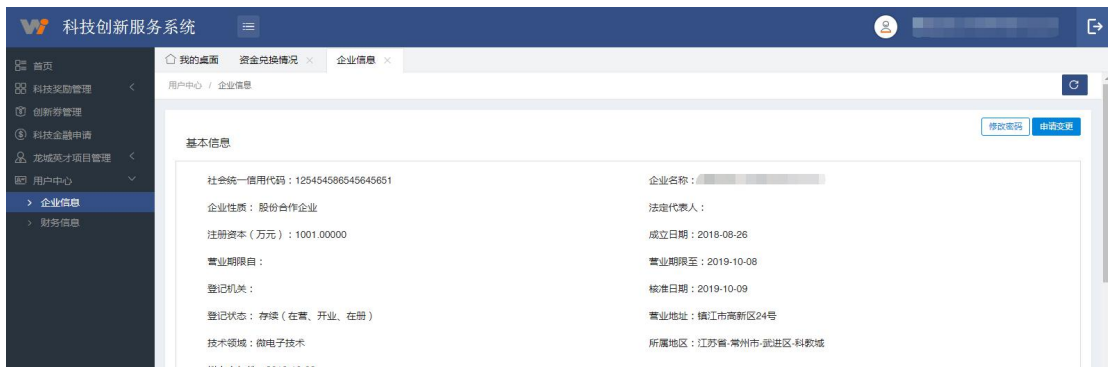 科技创新服务系统
首页
科技奖励管理
创新券管理
科技金融申请
龙城英才项目管理
用户中心
企业信息
财务信息
我的桌面 资金兑换情况 企业信息
用户中心 / 企业信息
修改密码 申请变更
基本信息
社会统一信用代码：125454586545645651 企业名称：
企业性质： 股份合作企业 法定代表人：
注册资本（万元）：1001.00000 成立日期：2018-08-26
营业期限自： 营业期限至：2019-10-08
登记机关： 核准日期：2019-10-09
登记状态： 存续（在营、开业、在册） 营业地址：镇江市高新区24号
技术领域：微电子技术 所属地区：江苏省-常州市-武进区-科教城